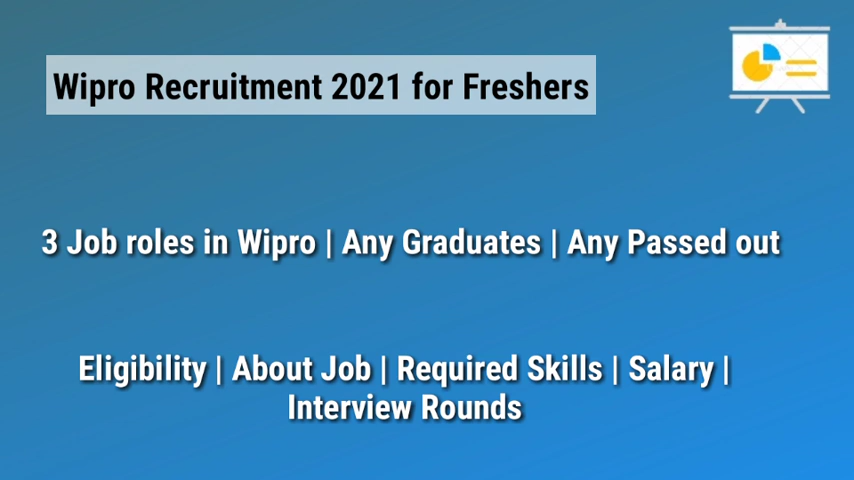 Wipro Recruitment 2021 for Freshers
3 Job roles in Wipro | Any Graduates | Any Passed out
Eligibility | About Job | Required Skills | Salary |
Interview Rounds